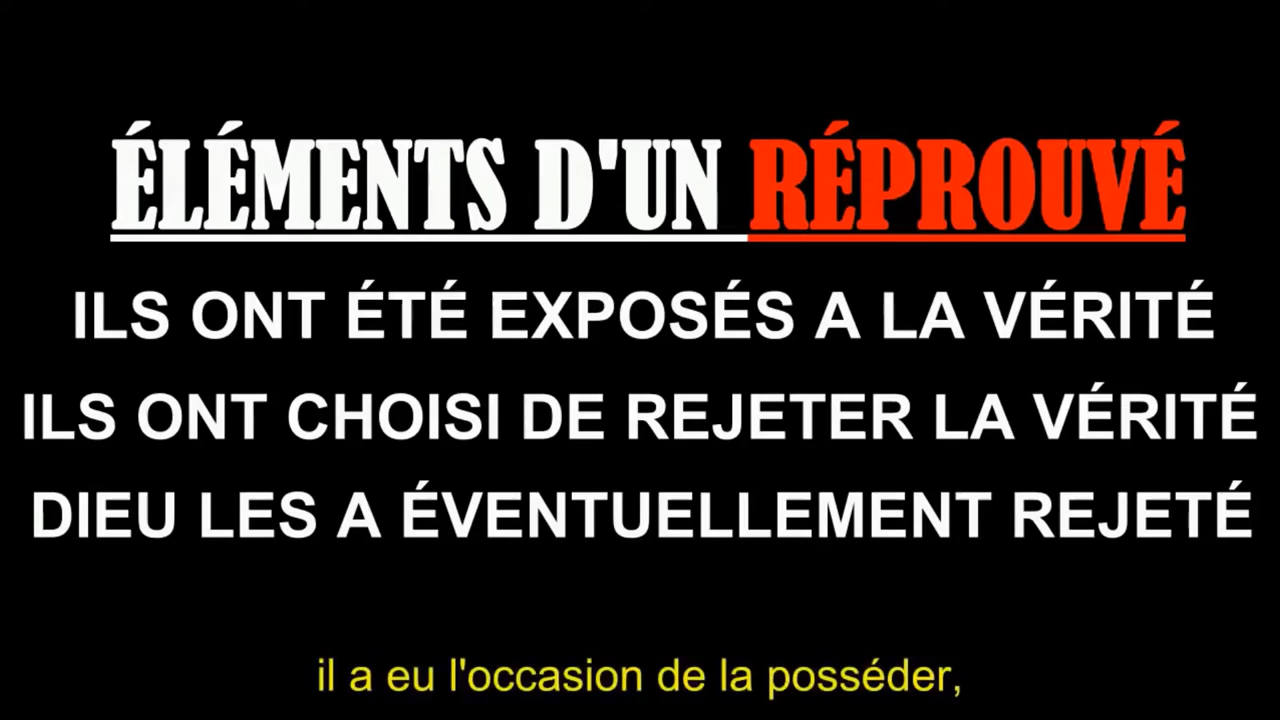 ÉLÉMENTS D'UN RÉPROUVÉ
ILS ONT ÉTÉ EXPOSÉS A LA VÉRITÉ
ILS ONT CHOISI DE REJETER LA VÉRITÉ
DIEU LES A ÉVENTUELLEMENT REJETÉ
il a eu l'occasion de la posséder,